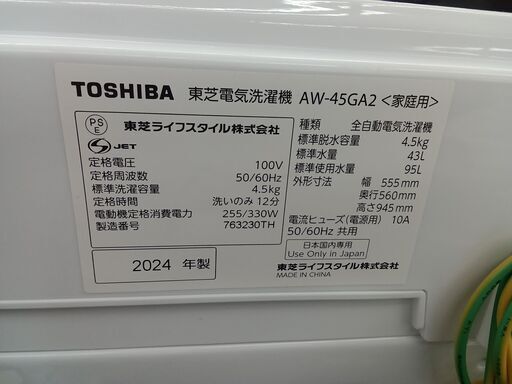 TOSHIBA 東芝電気洗濯機 AW-45GA2 <家庭用>
PS
E
JET
東芝ライフスタイル株式会社
定格電圧 100V
定格周波数 50/60Hz
標準洗濯容量 4.5kg
定格時間 洗いのみ 12分
電動機定格消費電力 255/330W
製造番号 763230TH
2024 年製
種類 全自動電気洗濯機
標準脱水容量 4.5kg
標準水量 43L
標準使用水量 95L
外形寸法 幅 555mm
奥行560mm
高さ945mm
電流ヒューズ(電源用) 10A
50/60Hz 共用
日本国内専用
Use Only in Japan
東芝ライフスタイル株式会社
MADE IN CHINA